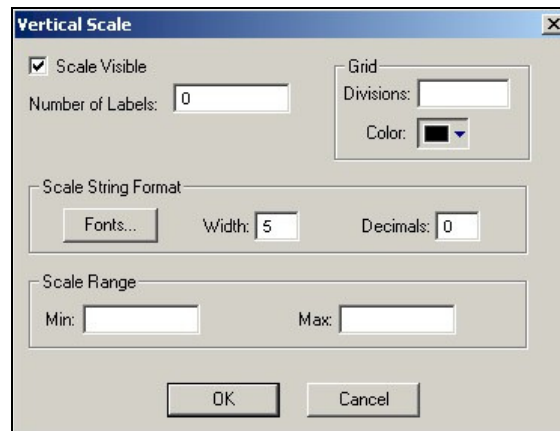 Vertical Scale
Scale Visible
Number of Labels: 0
Grid
Divisions:
Color:
Scale String Format
Fonts... Width: 5 Decimals: 0
Scale Range
Min: Max:
OK Cancel